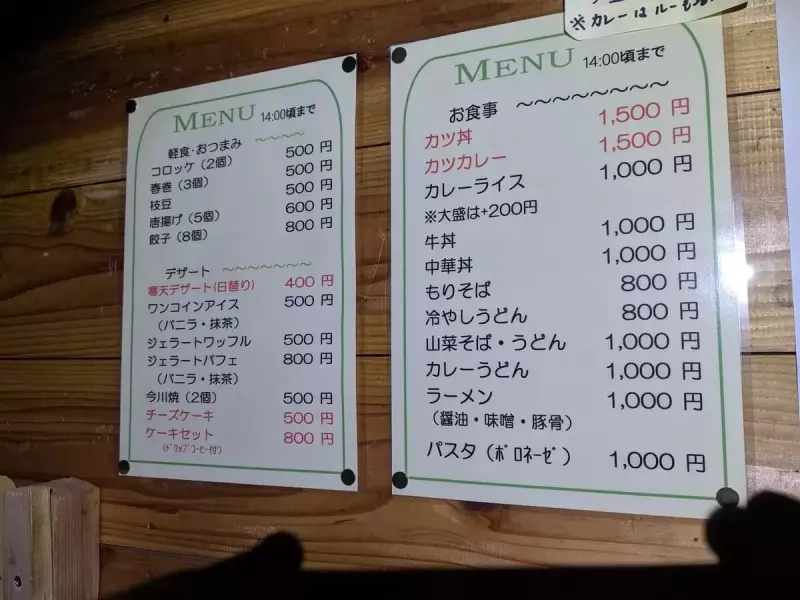 MENU 14:00頃まで
軽食・おつまみ 〜〜〜〜
コロッケ（2個） 500 円
春巻（3個） 500 円
枝豆 500 円
唐揚げ（5個） 600 円
餃子（8個） 800 円
デザート 〜〜〜〜〜〜〜
寒天デザート(日替り) 400 円
ワンコインアイス 500 円
（バニラ・抹茶）
ジェラートワッフル 500 円
ジェラートパフェ 800 円
（バニラ・抹茶）
今川焼（2個） 500 円
チーズケーキ 500 円
ケーキセット 800 円
（ﾄﾞﾘｯﾌﾟｺｰﾋｰ付）
※カレーはルーも
MENU 14:00頃まで
お食事 〜〜〜〜〜〜〜〜
カツ丼 1,500 円
カツカレー 1,500 円
カレーライス 1,000 円
※大盛は+200円
牛丼 1,000 円
中華丼 1,000 円
もりそば 800 円
冷やしうどん 800 円
山菜そば・うどん 1,000 円
カレーうどん 1,000 円
ラーメン 1,000 円
（醤油・味噌・豚骨）
パスタ（ﾎﾞﾛﾈｰｾﾞ） 1,000 円